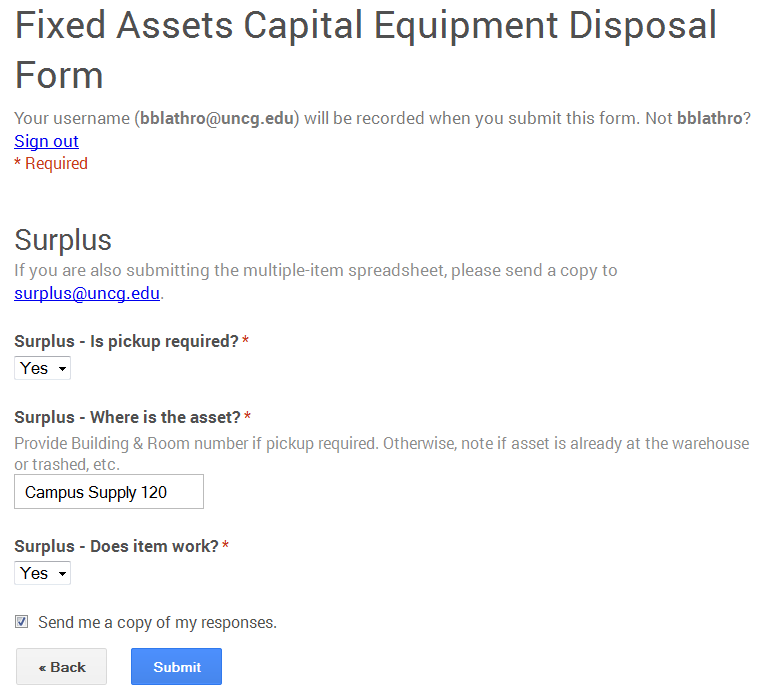 Fixed Assets Capital Equipment Disposal
Form
Your username (bblathro@uncg.edu) will be recorded when you submit this form. Not bblathro?
Sign out
* Required
Surplus
If you are also submitting the multiple-item spreadsheet, please send a copy to
surplus@uncg.edu.
Surplus - Is pickup required? *
Yes
Surplus - Where is the asset? *
Provide Building & Room number if pickup required. Otherwise, note if asset is already at the warehouse
or trashed, etc.
Campus Supply 120
Surplus - Does item work? *
Yes
Send me a copy of my responses.
« Back
Submit